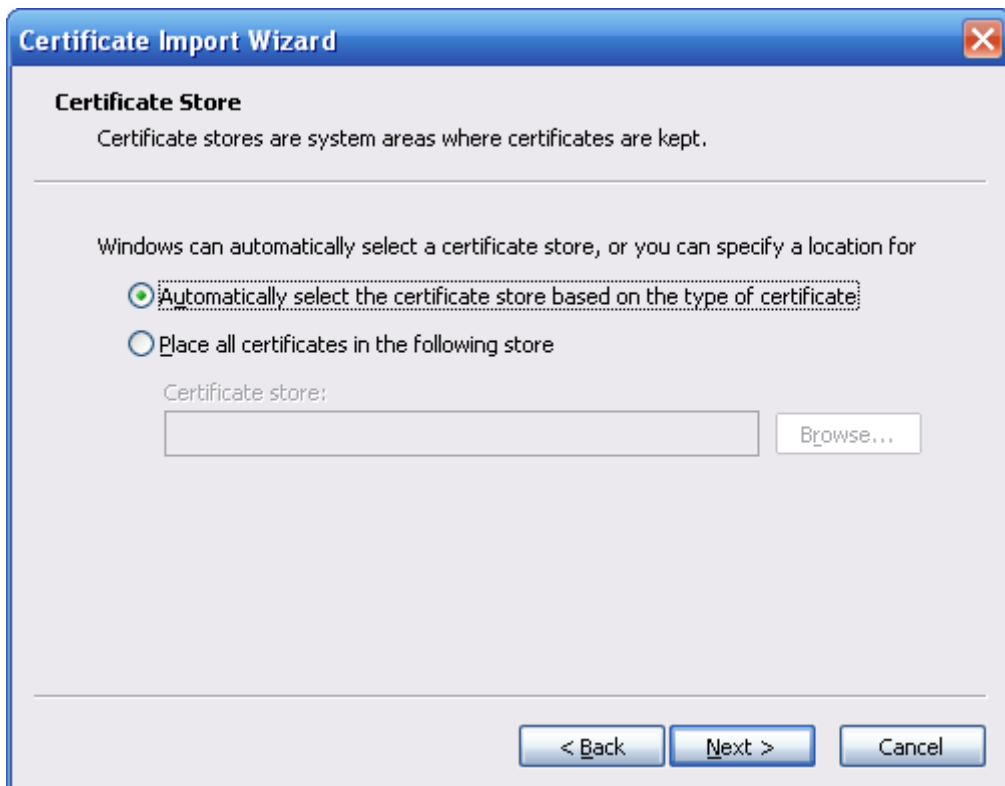 Certificate Import Wizard
Certificate Store
Certificate stores are system areas where certificates are kept.
Windows can automatically select a certificate store, or you can specify a location for
Automatically select the certificate store based on the type of certificate
Place all certificates in the following store
Certificate store:
Browse...
< Back Next > Cancel